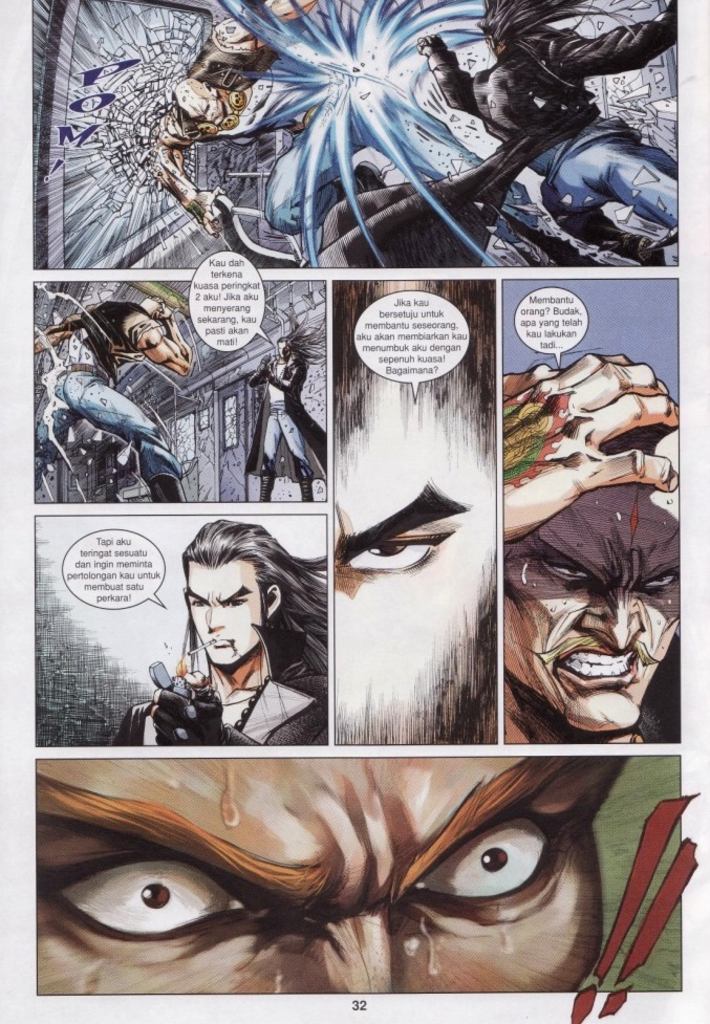 POM!
Kau dah
terkena
kuasa peringkat
2 aku! Jika aku
menyerang
sekarang, kau
pasti akan
mati!
Jika kau
bersetuju untuk
membantu seseorang,
aku akan membiarkan kau
menumbuk aku dengan
sepenuh kuasa!
Bagaimana?
Membantu
orang? Budak,
apa yang telah
kau lakukan
tadi...
Tapi aku
teringat sesuatu
dan ingin meminta
pertolongan kau untuk
membuat satu
perkara!
!!
32